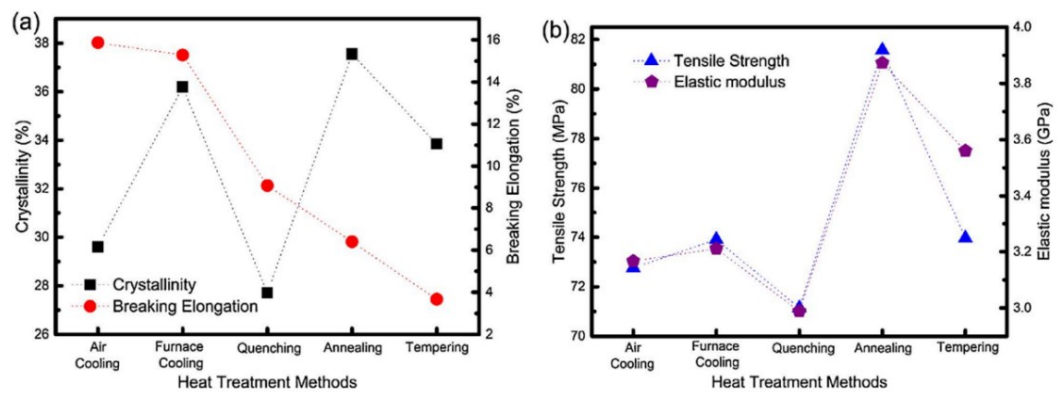 (a)
38
36
34
32
30
28
26
Crystallinity (%)
Crystallinity
Breaking Elongation
16
14
12
10
8
6
4
2
Breaking Elongation (%)
Air Cooling
Furnace Cooling
Quenching
Annealing
Tempering
Heat Treatment Methods
(b)
82
80
78
76
74
72
70
Tensile Strength (MPa)
Tensile Strength
Elastic modulus
4.0
3.8
3.6
3.4
3.2
3.0
Elastic modulus (GPa)
Air Cooling
Furnace Cooling
Quenching
Annealing
Tempering
Heat Treatment Methods